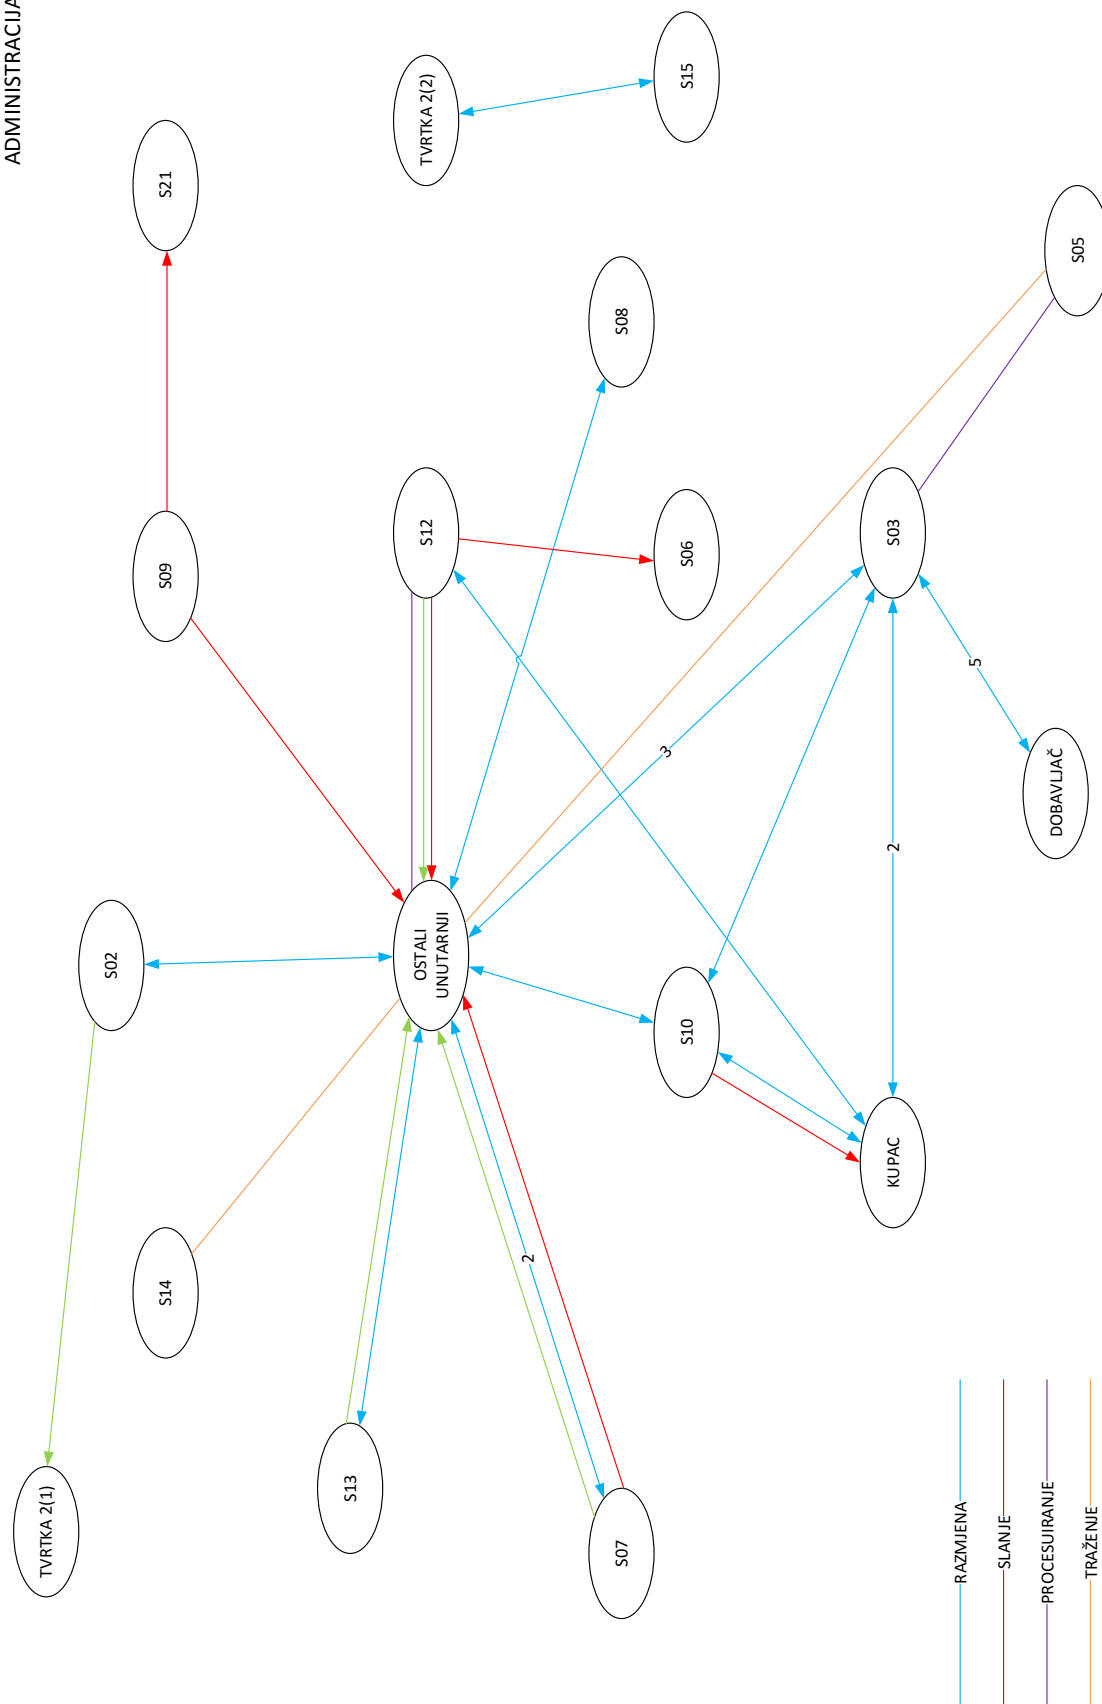 ADMINISTRACIJA
TVRTKA 2(1)
S02
S14
S09
S21
S13
OSTALI
UNUTARNJI
S12
TVRTKA 2(2)
S07
2
S10
3
S06
S08
S15
KUPAC
2
S03
5
DOBAVLJAČ
S05
RAZMJENA
SLANJE
PROCESUIRANJE
TRAŽENJE